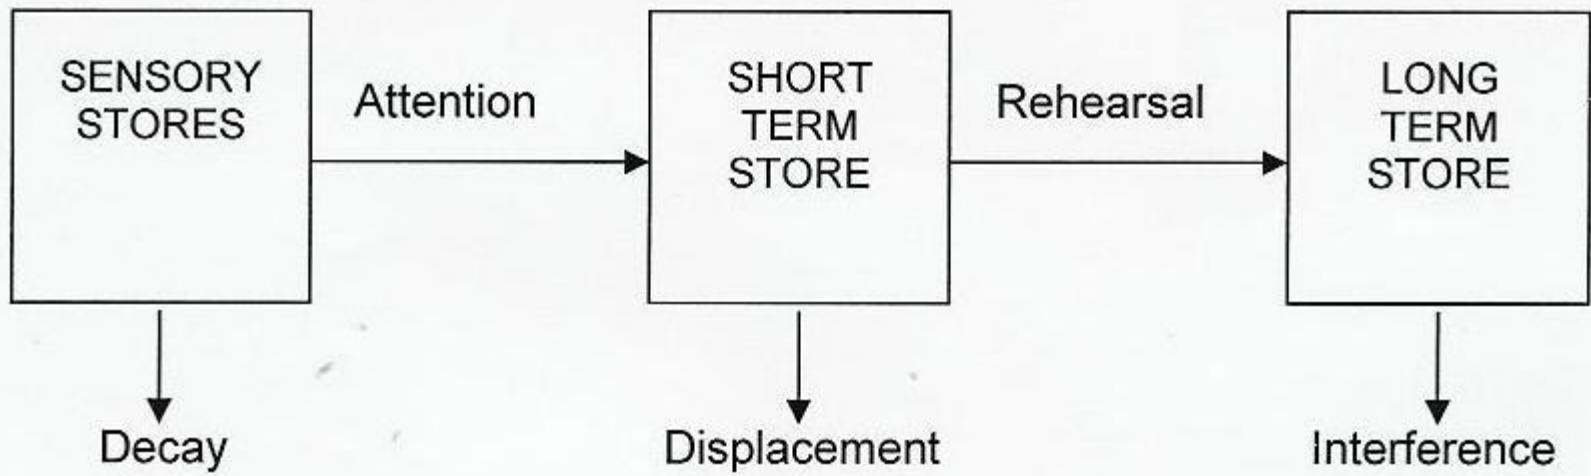 SENSORY
STORES
Attention
SHORT
TERM
STORE
Rehearsal
LONG
TERM
STORE
Decay
Displacement
Interference